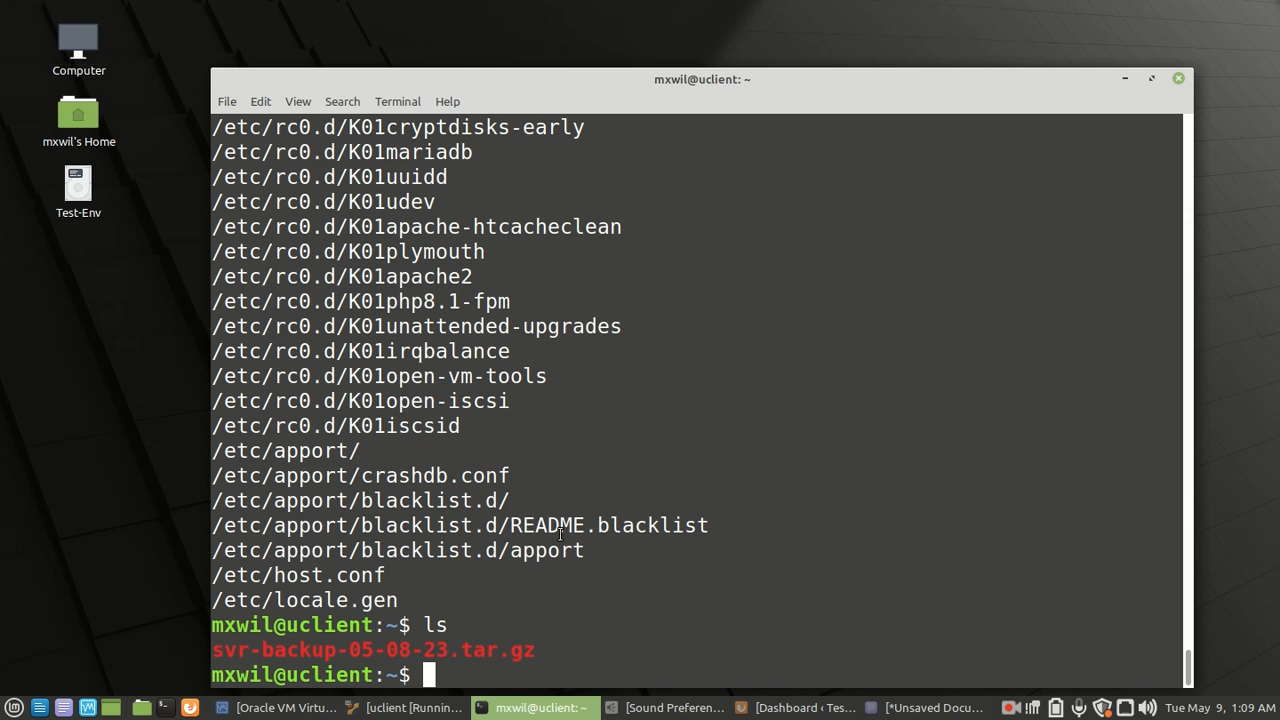 Computer
mxwil's Home
Test-Env
mxwil@uclient: ~
File Edit View Search Terminal Help
/etc/rc0.d/K01cryptdisks-early
/etc/rc0.d/K01mariadb
/etc/rc0.d/K01uuidd
/etc/rc0.d/K01udev
/etc/rc0.d/K01apache-htcacheclean
/etc/rc0.d/K01plymouth
/etc/rc0.d/K01apache2
/etc/rc0.d/K01php8.1-fpm
/etc/rc0.d/K01unattended-upgrades
/etc/rc0.d/K01irqbalance
/etc/rc0.d/K01open-vm-tools
/etc/rc0.d/K01open-iscsi
/etc/rc0.d/K01iscsid
/etc/apport/
/etc/apport/crashdb.conf
/etc/apport/blacklist.d/
/etc/apport/blacklist.d/README.blacklist
/etc/apport/blacklist.d/apport
/etc/host.conf
/etc/locale.gen
mxwil@uclient:~$ ls
svr-backup-05-08-23.tar.gz
mxwil@uclient:~$
[Oracle VM Virtu... [uclient [Runnin... mxwil@uclient: ~ [Sound Preferen... [Dashboard ‹ Tes... [*Unsaved Docu... Tue May 9, 1:09 AM